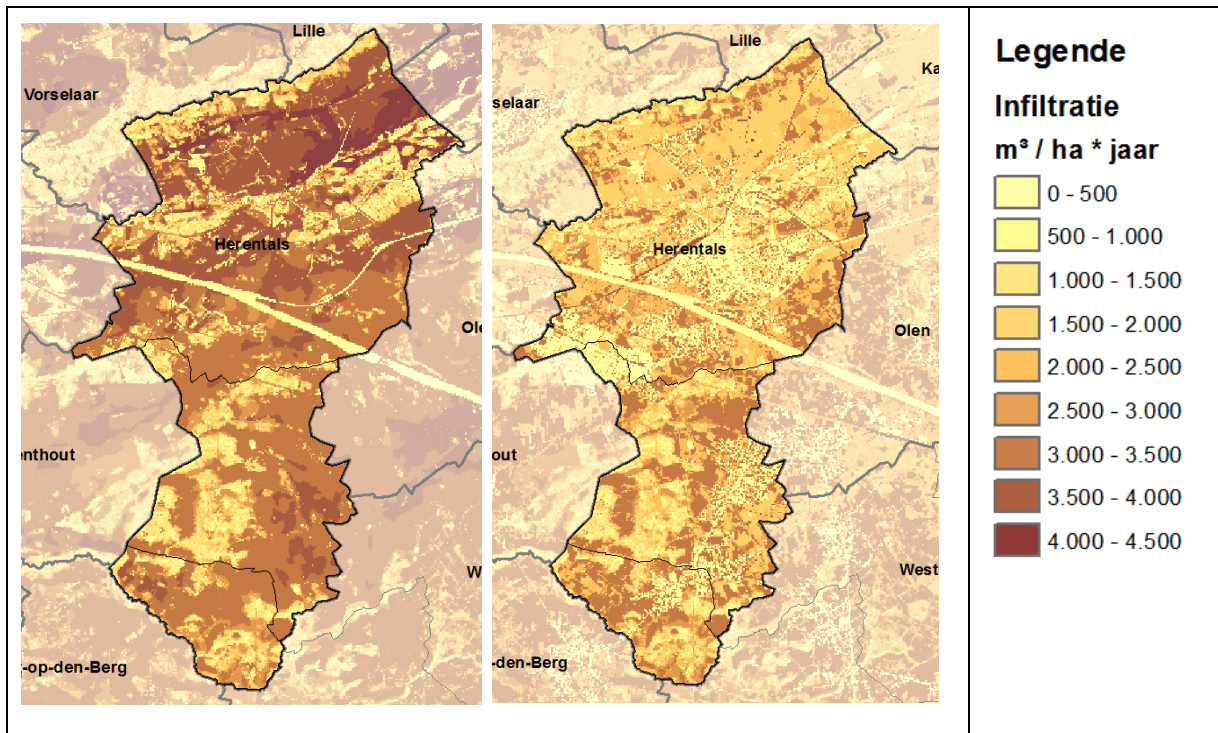 Lille
Vorselaar
Herentals
Ole
enthout
W
-op-den-Berg
Lille
Ka
selaar
Herentals
Olen
out
West
-den-Berg
Legende
Infiltratie
m³ / ha * jaar
0 - 500
500 - 1.000
1.000 - 1.500
1.500 - 2.000
2.000 - 2.500
2.500 - 3.000
3.000 - 3.500
3.500 - 4.000
4.000 - 4.500